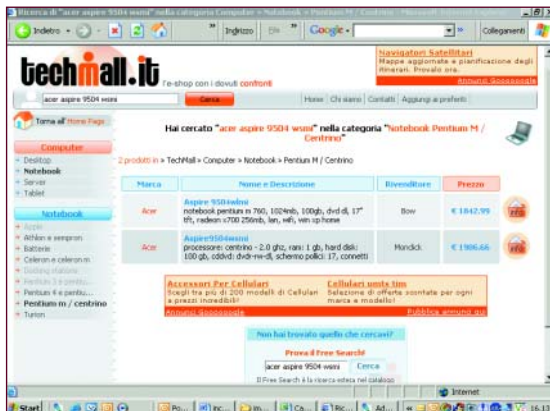 Ricerca di "acer aspire 9504 wsmi" nella categoria Computer » Notebook » Pentium M / Centrino -
Indietro
Indirizzo
Google
Collegamenti
techmall.it
l'e-shop con i dovuti confronti
Navigatori Satellitari
Mappe aggiornate e pianificazione degli itinerari. Provalo ora.
Annunci Goooooogle
acer aspire 9504 wsmi
Cerca
Home | Chi siamo | Contatti | Aggiungi ai preferiti
Torna all'Home Page
Hai cercato "acer aspire 9504 wsmi" nella categoria "Notebook Pentium M / Centrino"
Computer
Desktop
Notebook
Server
Tablet
2 prodotti in » TechMall » Computer » Notebook » Pentium M / Centrino
Marca
Nome e Descrizione
Rivenditore
Prezzo
Acer
Aspire 9504wsmi
notebook pentium m 760, 1024mb, 100gb, dvd dl, 17" tft, radeon x700 256mb, lan, wifi, win xp home
Bow
€ 1842.99
Acer
Aspire9504wsmi
processore: centrino - 2.0 ghz, ram: 1 gb, hard disk: 100 gb, cddvd: dvdr-rw-dl, schermo pollici: 17, connetti
Mondick
€ 1986.66
Notebook
Apple
Athlon e sempron
Batterie
Celeron e celeron m
Docking stations
Pentium 3 e pentiu...
Pentium 4 e pentiu...
Pentium m / centrino
Turion
Accessori Per Cellulari
Scegli tra più di 200 modelli di Cellulari a prezzi incredibili!
Cellulari umts tim
Selezione di offerte scontate per ogni marca e modello!
Annunci Goooooogle
Pubblica annunci qui
Non hai trovato quello che cercavi?
Prova il Free Search!
acer aspire 9504 wsmi
Cerca
Il Free Search è la ricerca estesa nel catalogo
Internet
Start
16.15